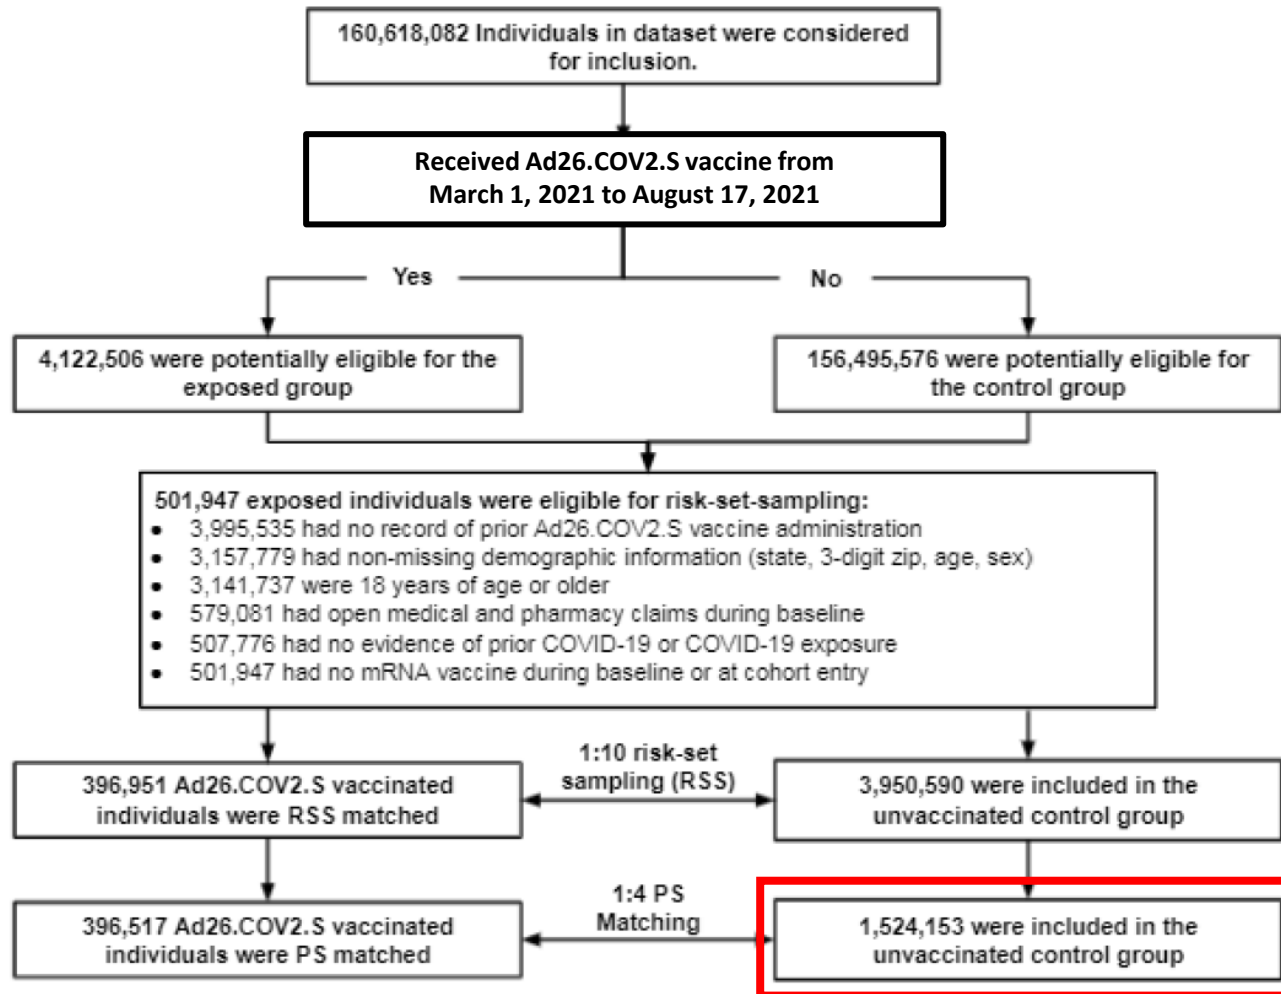 160,618,082 Individuals in dataset were considered
for inclusion.
Received Ad26.COV2.S vaccine from
March 1, 2021 to August 17, 2021
Yes
No
4,122,506 were potentially eligible for the
exposed group
156,495,576 were potentially eligible for
the control group
501,947 exposed individuals were eligible for risk-set-sampling:
• 3,995,535 had no record of prior Ad26.COV2.S vaccine administration
• 3,157,779 had non-missing demographic information (state, 3-digit zip, age, sex)
• 3,141,737 were 18 years of age or older
• 579,081 had open medical and pharmacy claims during baseline
• 507,776 had no evidence of prior COVID-19 or COVID-19 exposure
• 501,947 had no mRNA vaccine during baseline or at cohort entry
396,951 Ad26.COV2.S vaccinated
individuals were RSS matched
1:10 risk-set
sampling (RSS)
3,950,590 were included in the
unvaccinated control group
396,517 Ad26.COV2.S vaccinated
individuals were PS matched
1:4 PS
Matching
1,524,153 were included in the
unvaccinated control group